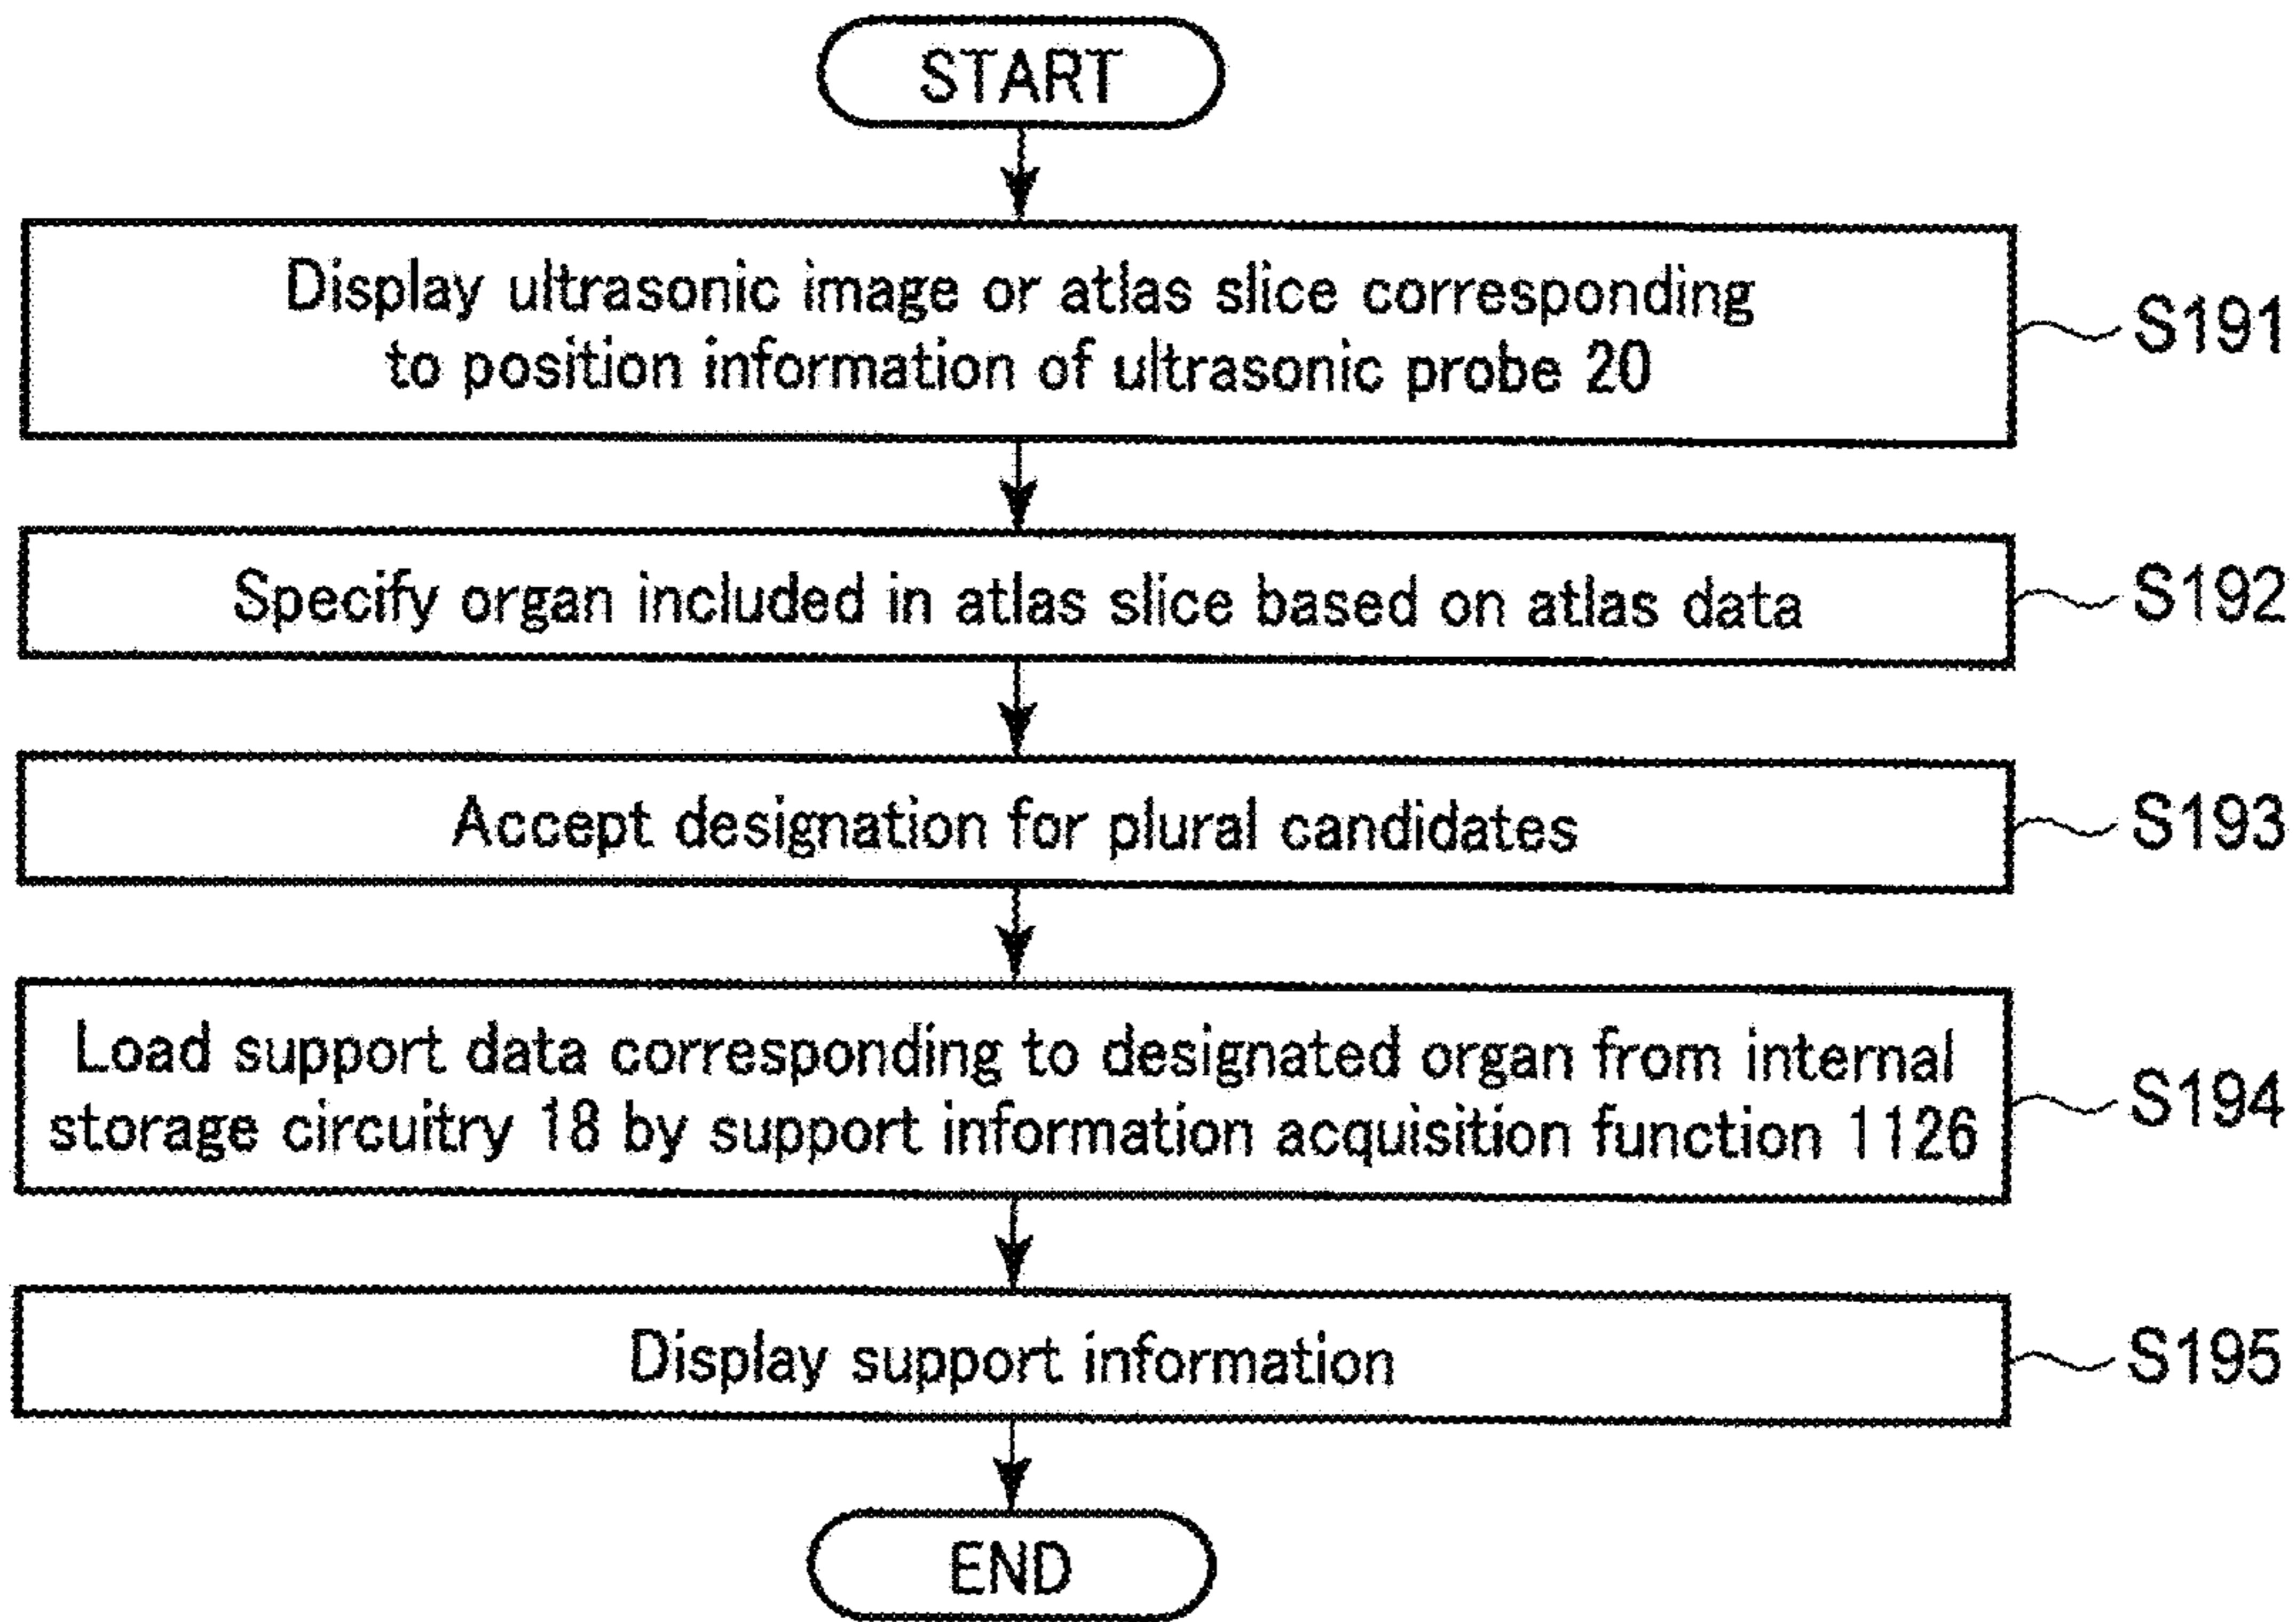 START
Display ultrasonic image or atlas slice corresponding
to position information of ultrasonic probe 20
S191
Specify organ included in atlas slice based on atlas data
S192
Accept designation for plural candidates
S193
Load support data corresponding to designated organ from internal
storage circuitry 18 by support information acquisition function 1126
S194
Display support information
S195
END